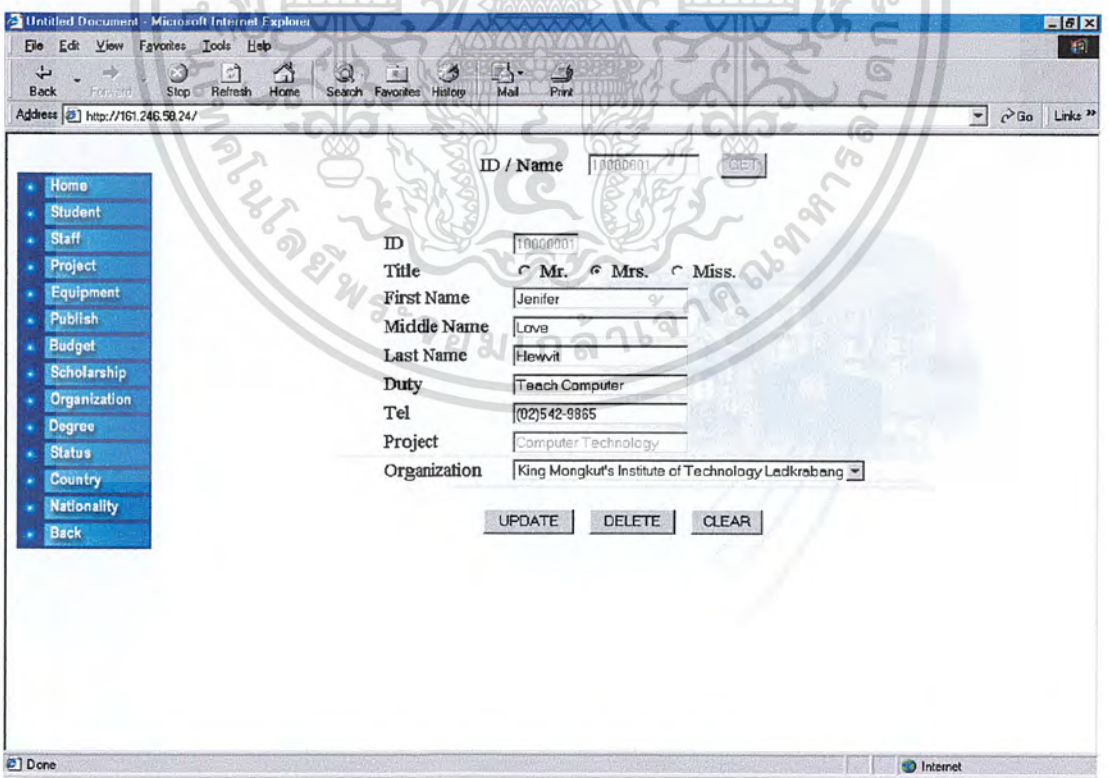 Untitled Document - Microsoft Internet Explorer
File Edit View Favorites Tools Help
Back Forward Stop Refresh Home Search Favorites History Mail Print
Address http://161.246.58.24/ Go Links »
ID / Name 10000001 GET
Home
Student
Staff
Project
Equipment
Publish
Budget
Scholarship
Organization
Degree
Status
Country
Nationality
Back
ID 10000001
Title Mr. Mrs. Miss.
First Name Jenifer
Middle Name Love
Last Name Hewvit
Duty Teach Computer
Tel (02)542-9865
Project Computer Technology
Organization King Mongkut's Institute of Technology Ladkrabang
UPDATE DELETE CLEAR
Done Internet